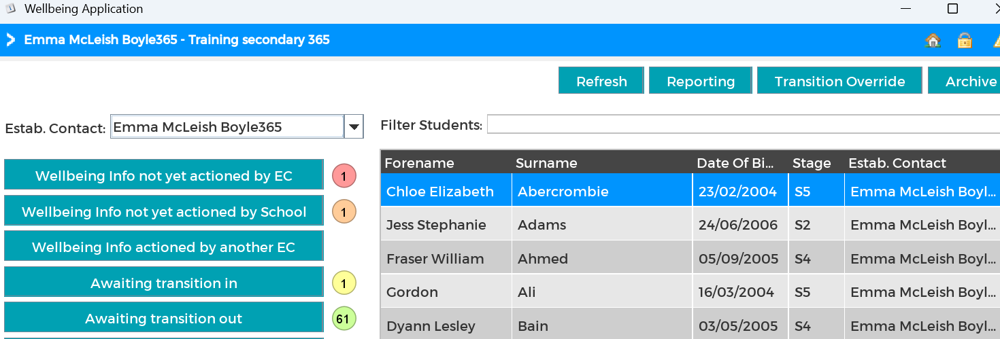 Wellbeing Application
Emma McLeish Boyle365 - Training secondary 365
Refresh Reporting Transition Override Archive
Estab. Contact: Emma McLeish Boyle365
Filter Students:
Wellbeing Info not yet actioned by EC 1
Wellbeing Info not yet actioned by School 1
Wellbeing Info actioned by another EC
Awaiting transition in 1
Awaiting transition out 61
Forename Surname Date Of Bi... Stage Estab. Contact
Chloe Elizabeth Abercrombie 23/02/2004 S5 Emma McLeish Boyl...
Jess Stephanie Adams 24/06/2006 S2 Emma McLeish Boyl...
Fraser William Ahmed 05/09/2005 S4 Emma McLeish Boyl...
Gordon Ali 16/03/2004 S5 Emma McLeish Boyl...
Dyann Lesley Bain 03/05/2005 S4 Emma McLeish Boyl...